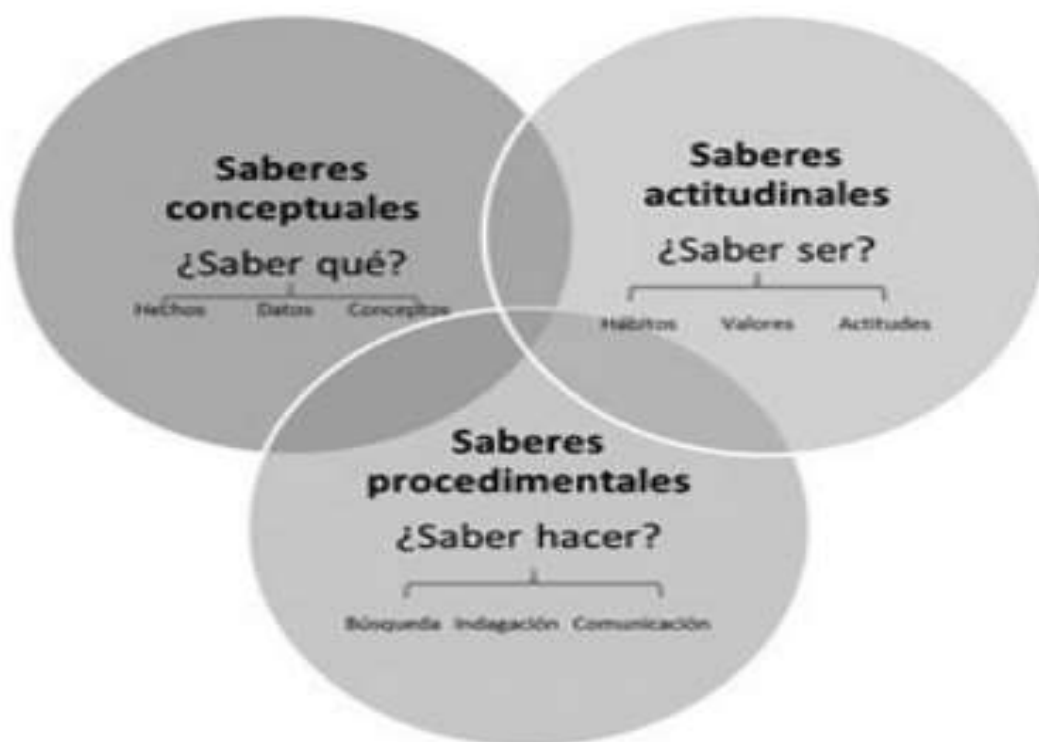 Saberes
conceptuales
¿Saber qué?
Hechos Datos Conceptos
Saberes
actitudinales
¿Saber ser?
Hábitos Valores Actitudes
Saberes
procedimentales
¿Saber hacer?
Búsqueda Indagación Comunicación